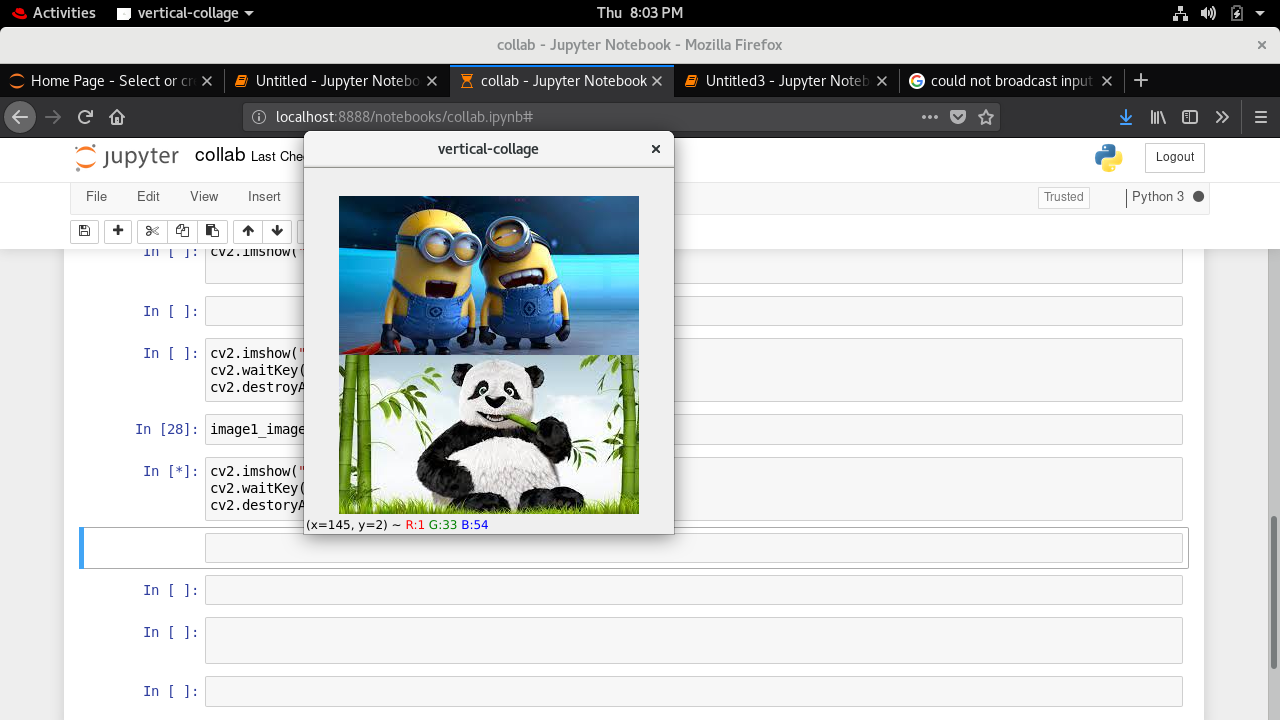 Activities vertical-collage Thu 8:03 PM
collab - Jupyter Notebook - Mozilla Firefox ×
Home Page - Select or cr Untitled - Jupyter Notebo collab - Jupyter Notebook Untitled3 - Jupyter Noteb could not broadcast input
localhost:8888/notebooks/collab.ipynb#
jupyter collab Last Che Logout
vertical-collage
File Edit View Insert Trusted Python 3
In [ ]: cv2.imshow("
In [ ]:
In [ ]: cv2.imshow("
cv2.waitKey(
cv2.destroyA
In [28]: image1_image
In [*]: cv2.imshow("
cv2.waitKey(
cv2.destoryA
(x=145, y=2) ~ R:1 G:33 B:54
In [ ]:
In [ ]:
In [ ]: